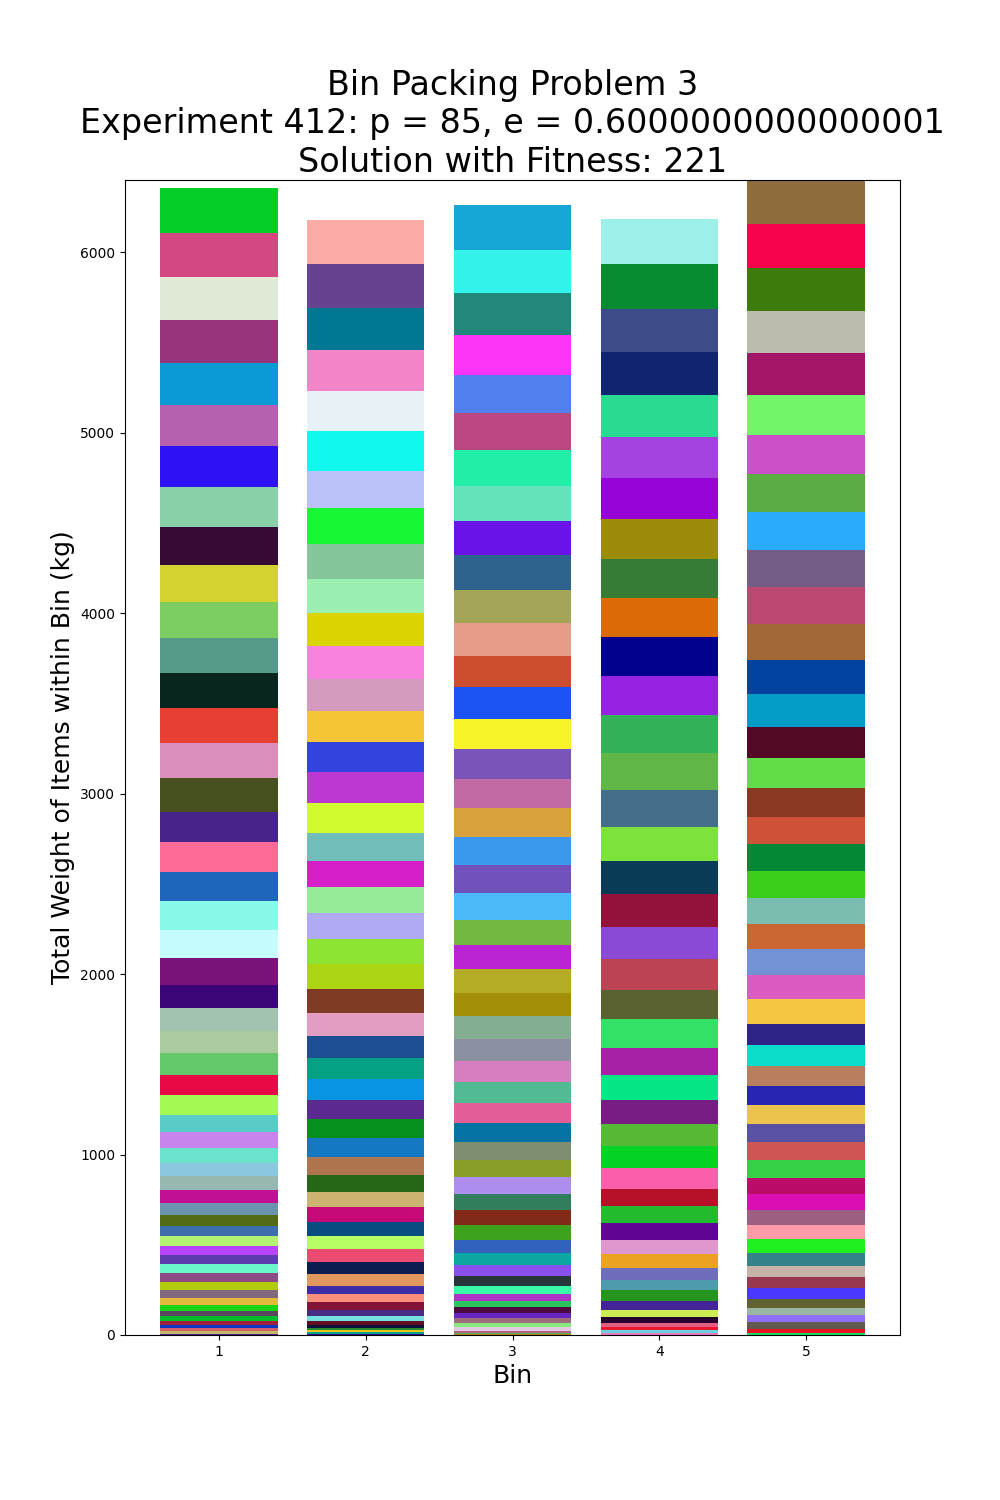 Bin Packing Problem 3
Experiment 412: p = 85, e = 0.6000000000000001
Solution with Fitness: 221
Total Weight of Items within Bin (kg)
6000
5000
4000
3000
2000
1000
0
1 2 3 4 5
Bin